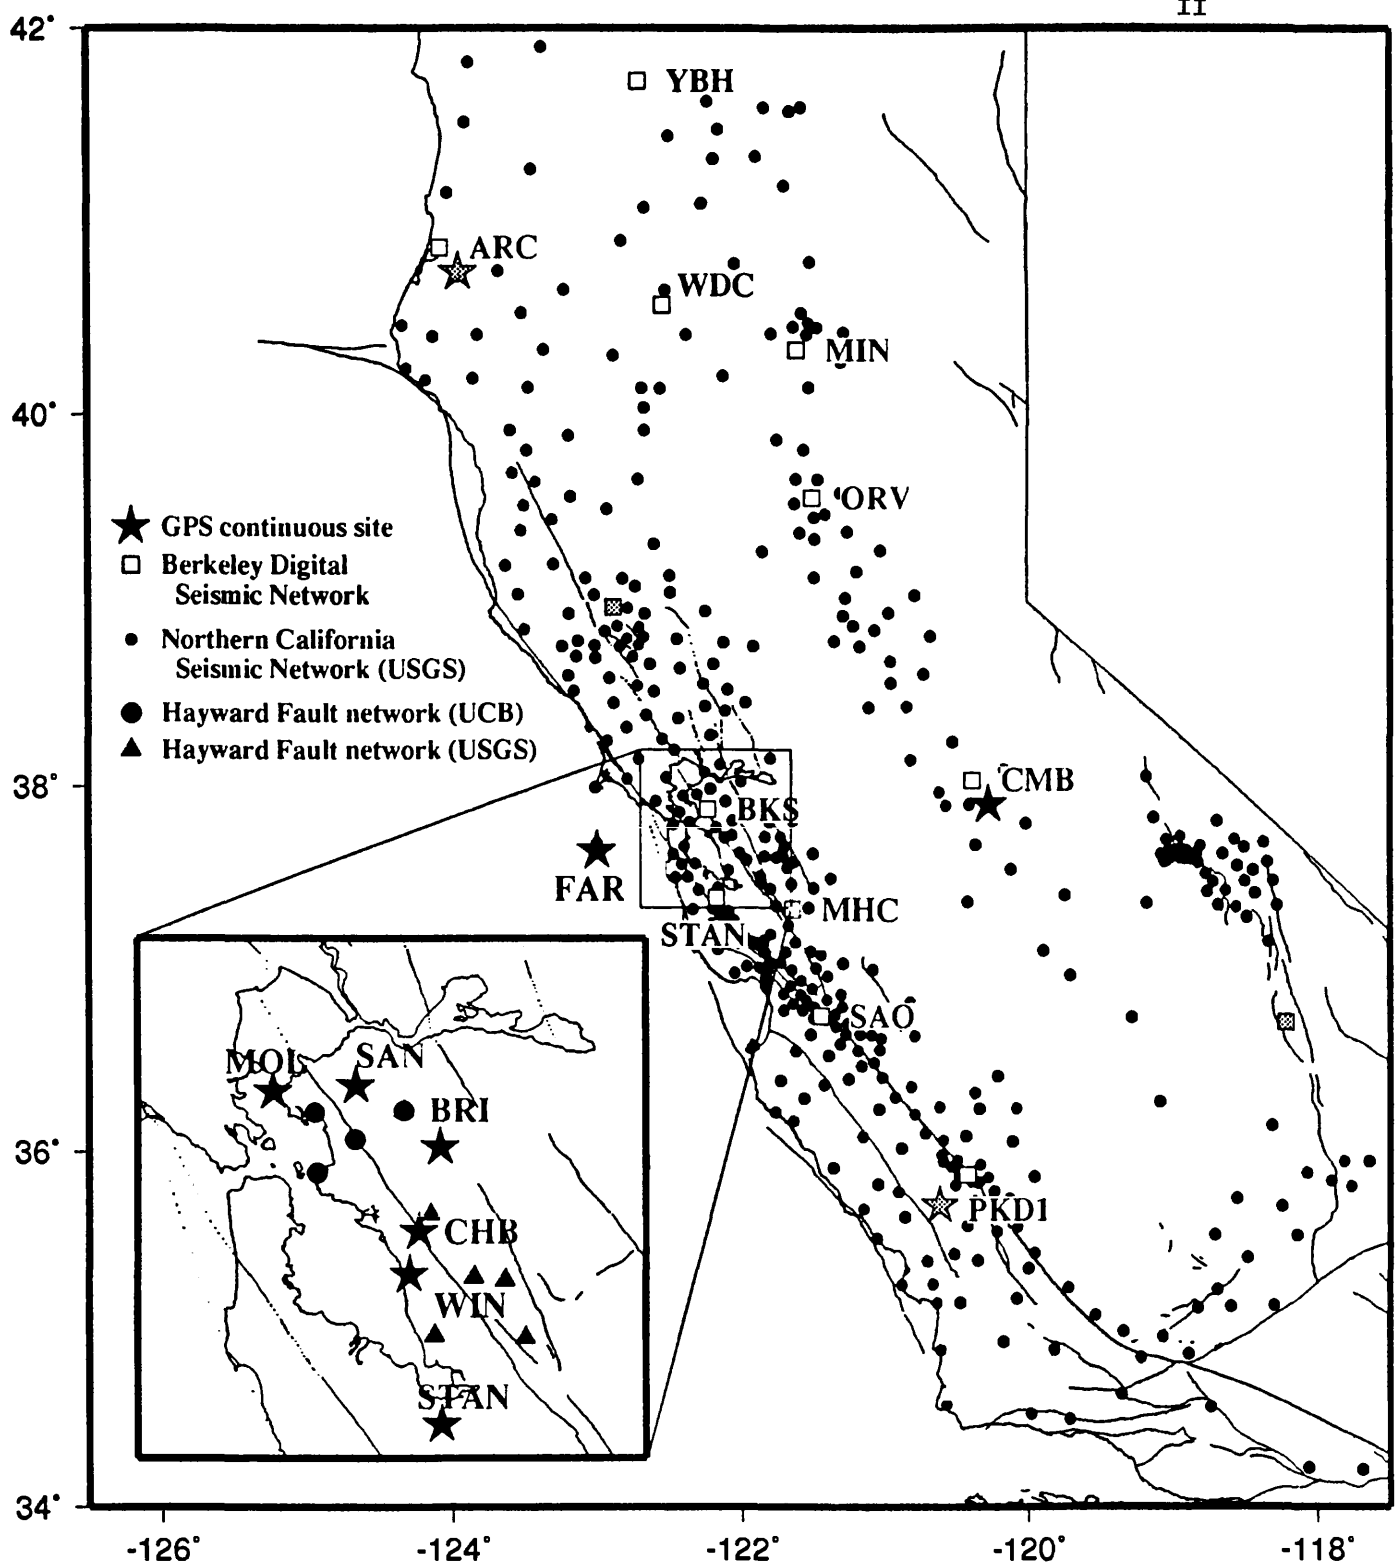 II
42°
YBH
ARC
WDC
MIN
40°
ORV
GPS continuous site
Berkeley Digital
Seismic Network
Northern California
Seismic Network (USGS)
Hayward Fault network (UCB)
Hayward Fault network (USGS)
38°
CMB
BKS
FAR
MHC
STAN
SAO
MOL
SAN
BRI
36°
PKD1
CHB
WIN
STAN
34°
-126°
-124°
-122°
-120°
-118°